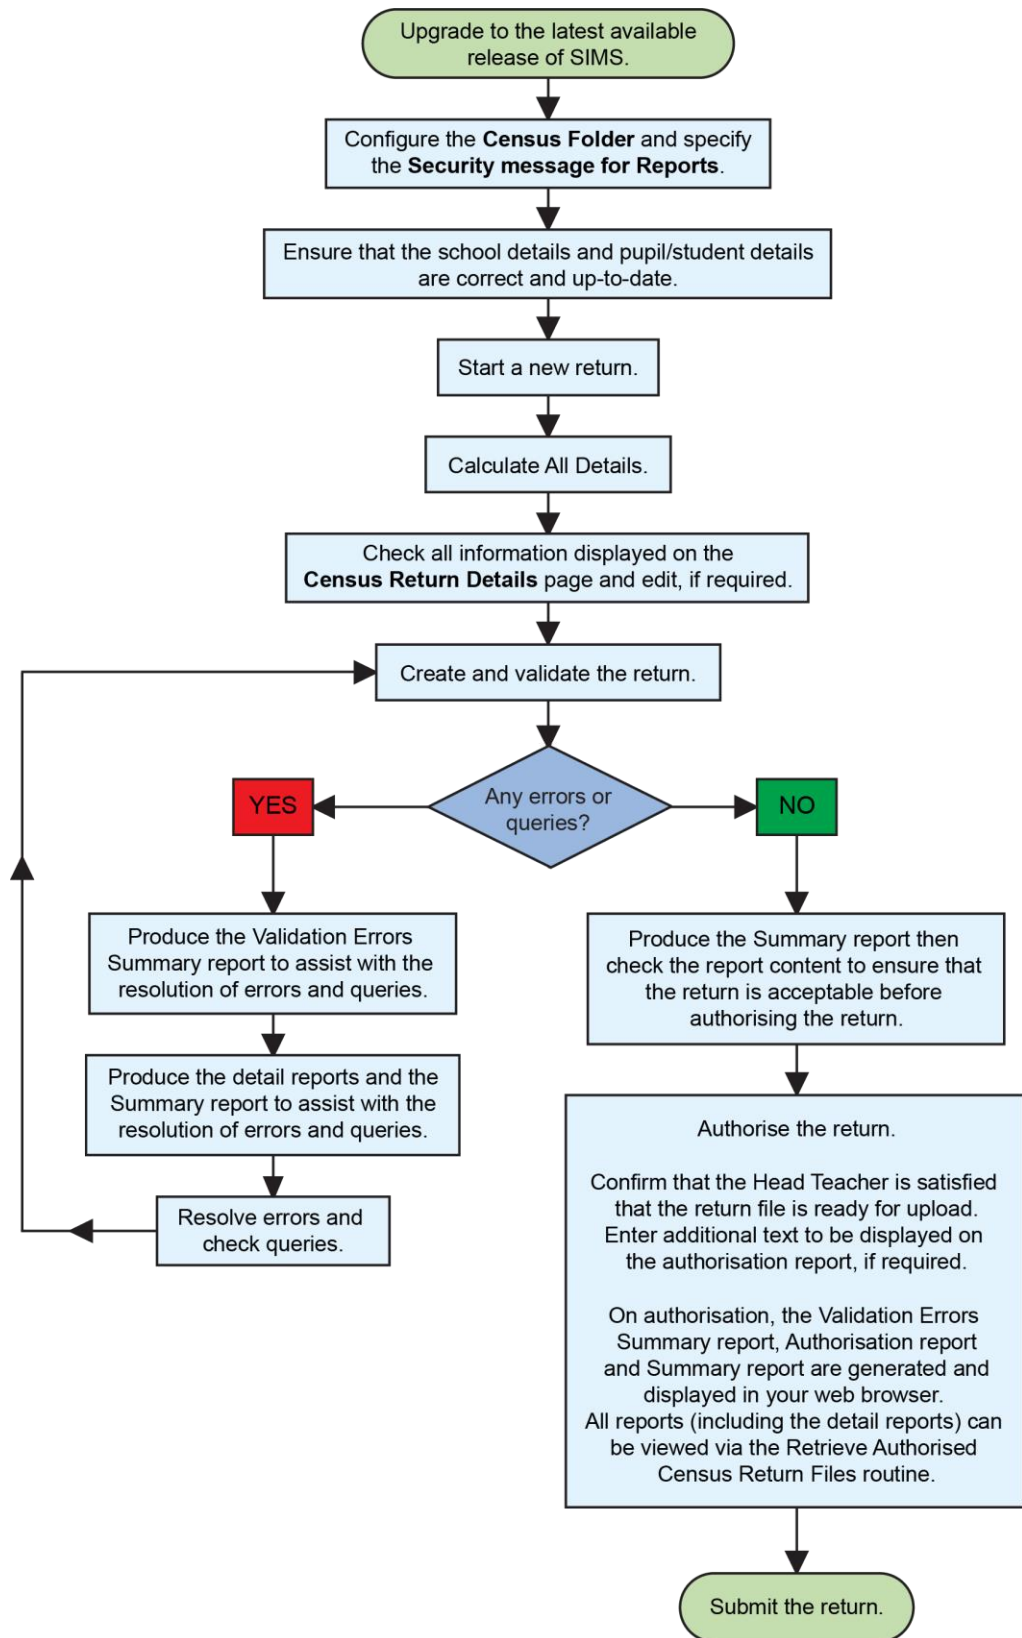 Upgrade to the latest available
release of SIMS.
Configure the Census Folder and specify
the Security message for Reports.
Ensure that the school details and pupil/student details
are correct and up-to-date.
Start a new return.
Calculate All Details.
Check all information displayed on the
Census Return Details page and edit, if required.
Create and validate the return.
Any errors or
queries?
YES
NO
Produce the Validation Errors
Summary report to assist with the
resolution of errors and queries.
Produce the detail reports and the
Summary report to assist with the
resolution of errors and queries.
Resolve errors and
check queries.
Produce the Summary report then
check the report content to ensure that
the return is acceptable before
authorising the return.
Authorise the return.
Confirm that the Head Teacher is satisfied
that the return file is ready for upload.
Enter additional text to be displayed on
the authorisation report, if required.
On authorisation, the Validation Errors
Summary report, Authorisation report
and Summary report are generated and
displayed in your web browser.
All reports (including the detail reports) can
be viewed via the Retrieve Authorised
Census Return Files routine.
Submit the return.